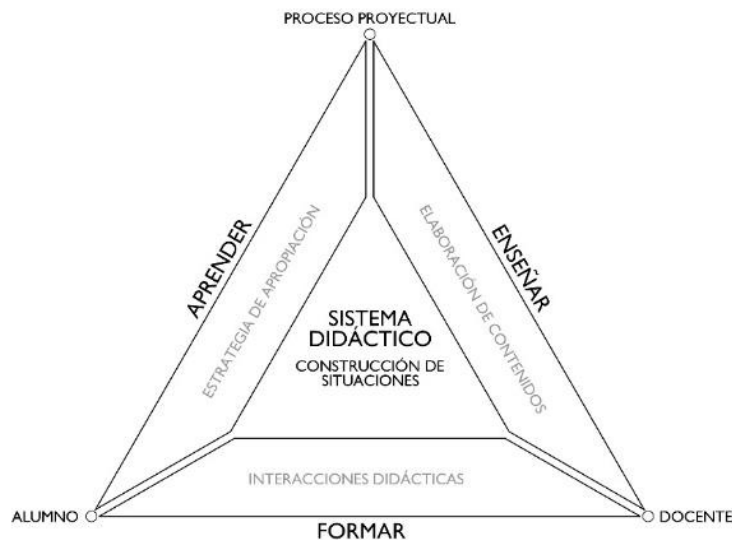 PROCESO PROYECTUAL
APRENDER
ESTRATEGIA DE APROPIACIÓN
ELABORACIÓN DE CONTENIDOS
ENSEÑAR
SISTEMA
DIDÁCTICO
CONSTRUCCIÓN DE
SITUACIONES
INTERACCIONES DIDÁCTICAS
ALUMNO
FORMAR
DOCENTE